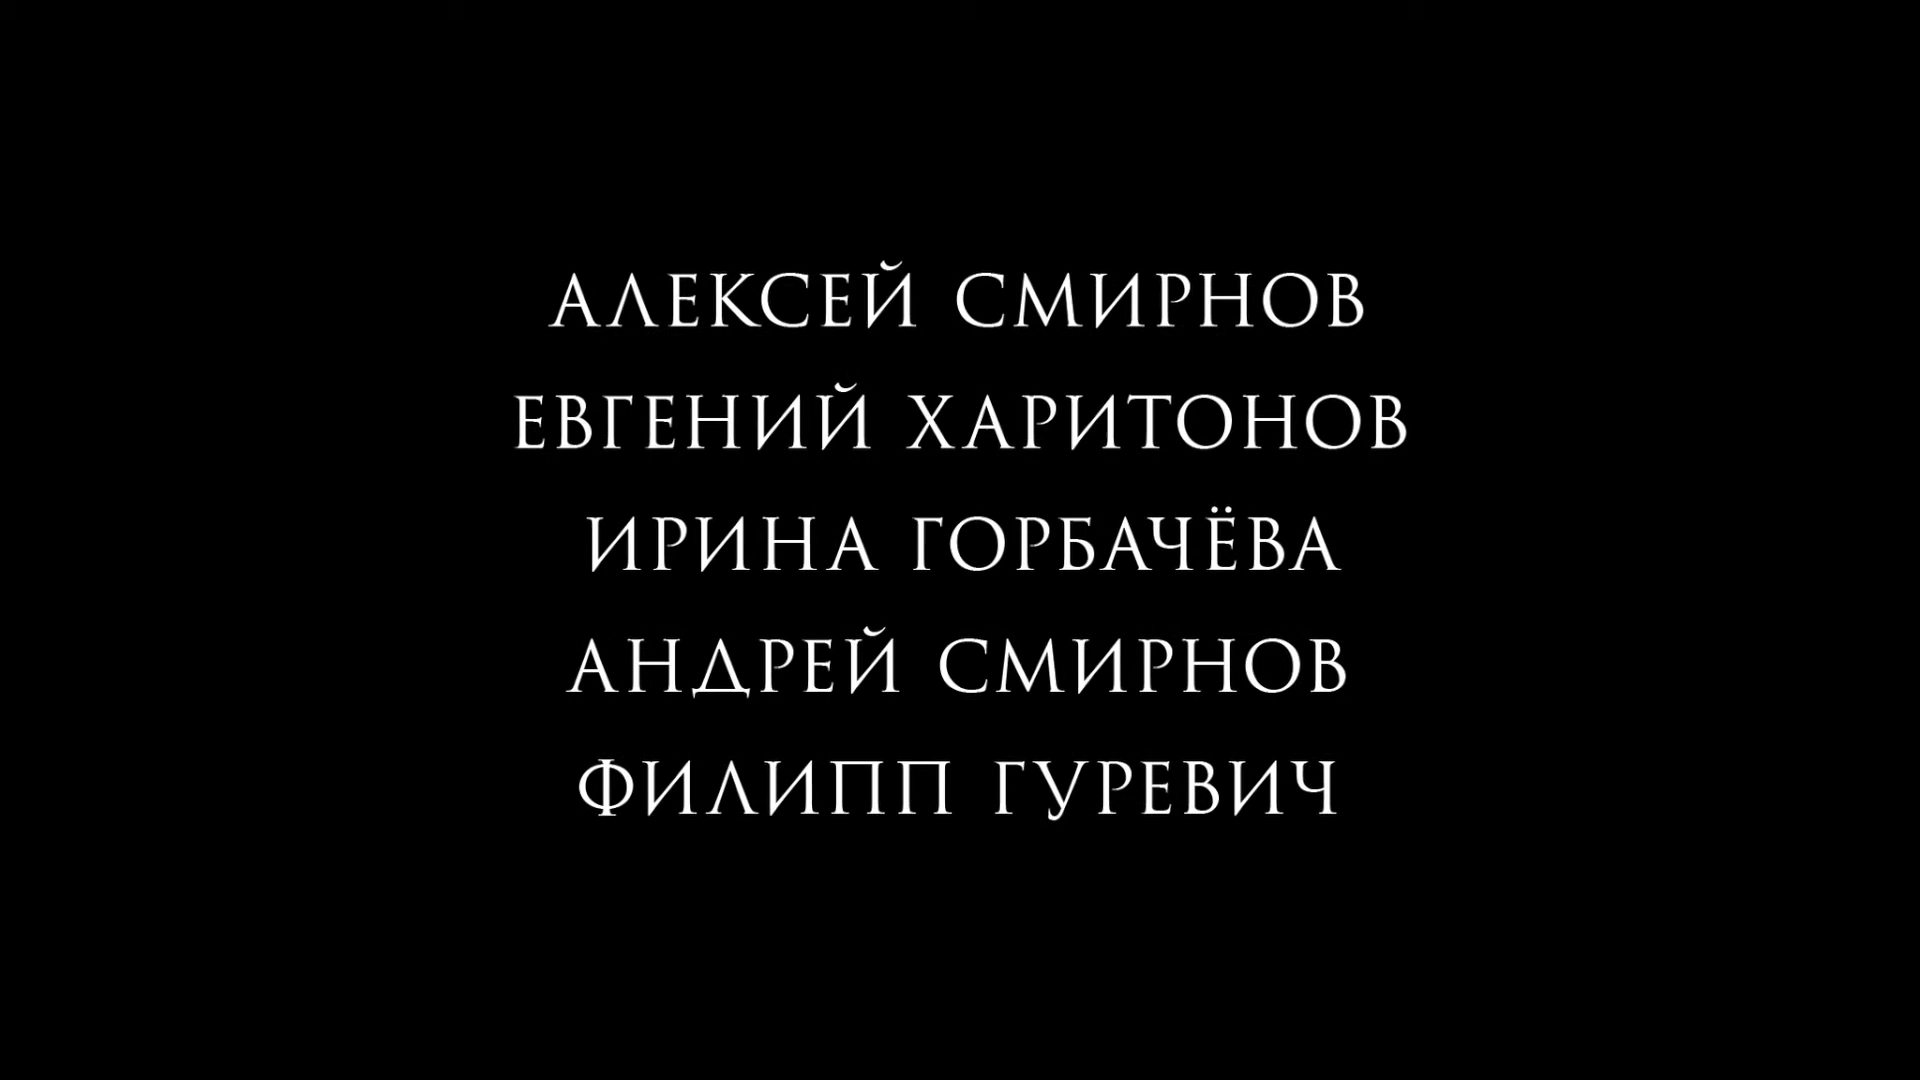 АЛЕКСЕЙ СМИРНОВ
ЕВГЕНИЙ ХАРИТОНОВ
ИРИНА ГОРБАЧЁВА
АНДРЕЙ СМИРНОВ
ФИЛИПП ГУРЕВИЧ